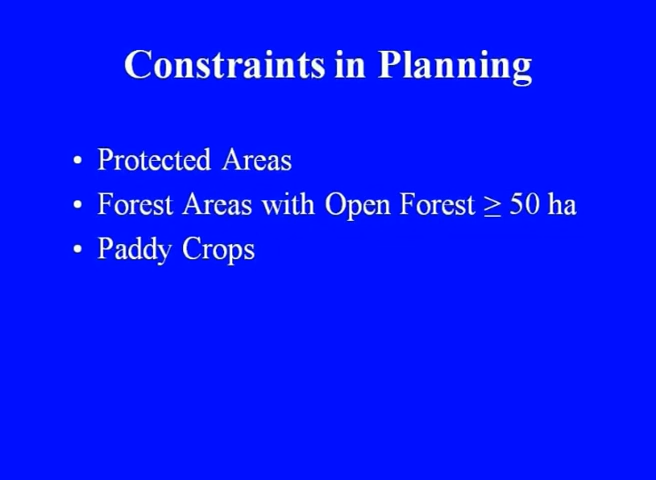 Constraints in Planning
• Protected Areas
• Forest Areas with Open Forest ≥ 50 ha
• Paddy Crops